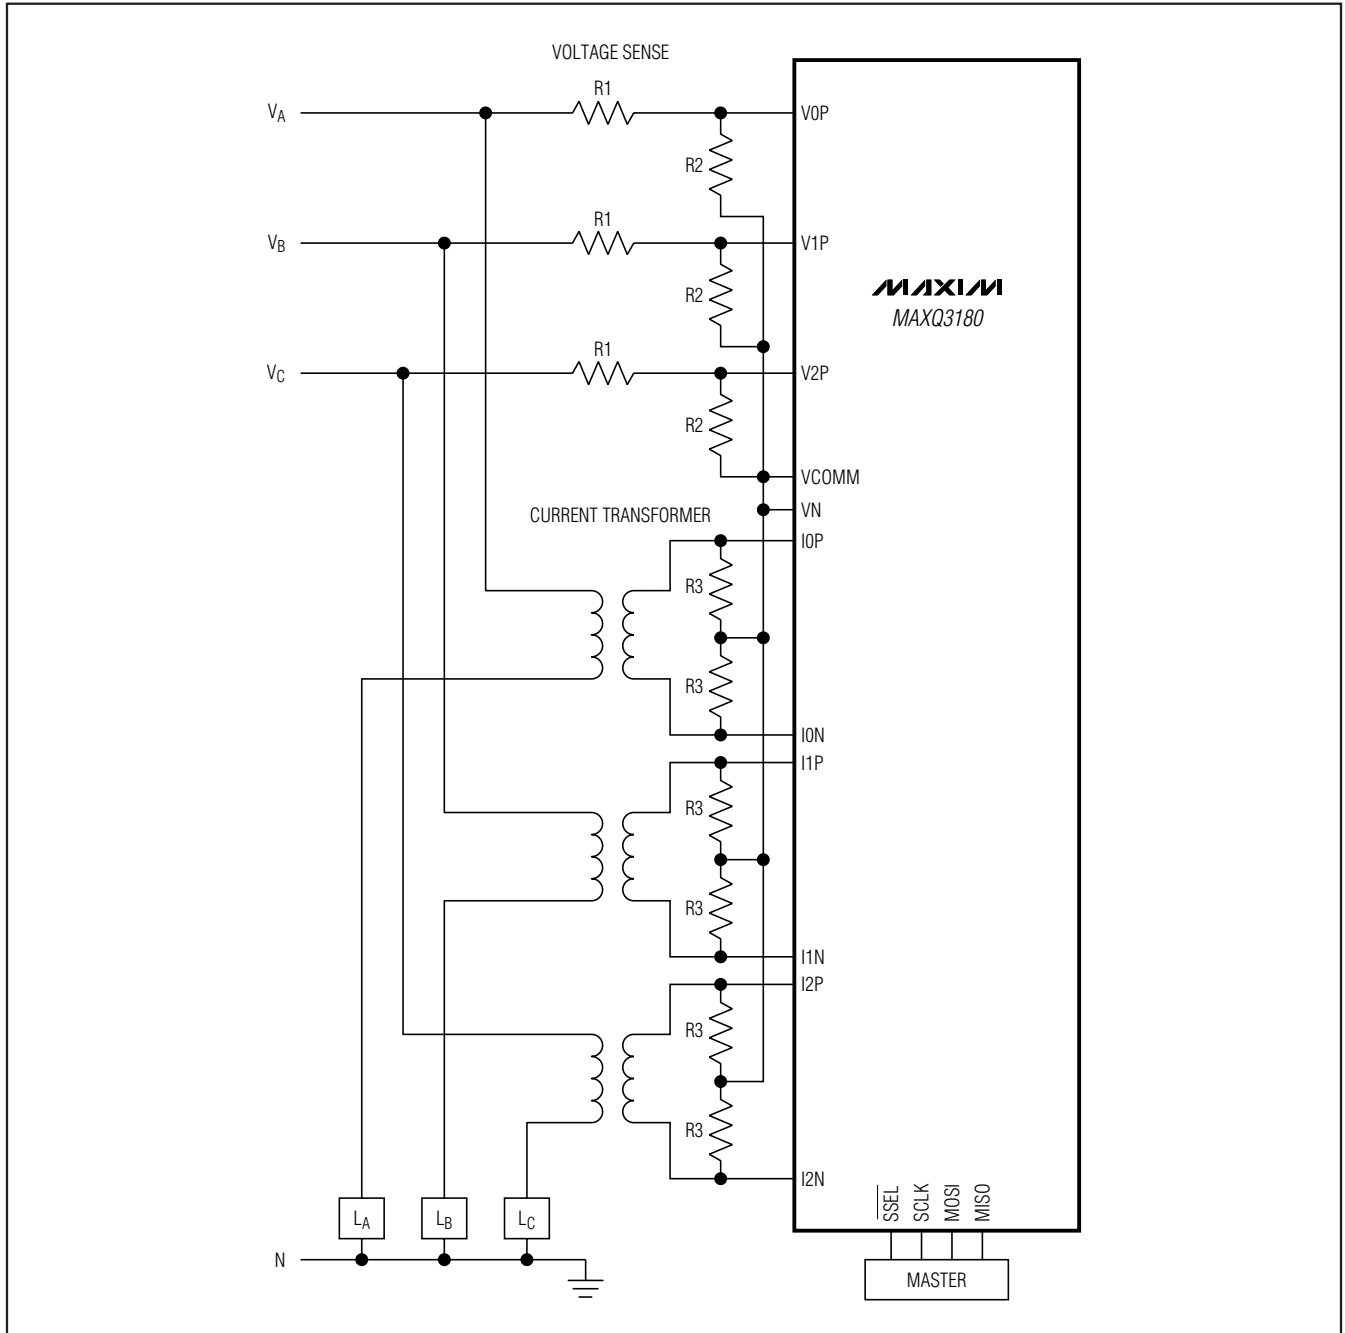 VOLTAGE SENSE
R1
VA
V0P
R2
R1
VB
V1P
R2
MAXIM
MAXQ3180
R1
VC
V2P
R2
VCOMM
VN
CURRENT TRANSFORMER
I0P
R3
R3
I0N
I1P
R3
R3
I1N
I2P
R3
R3
I2N
SSEL
SCLK
MOSI
MISO
LA
LB
LC
N
MASTER